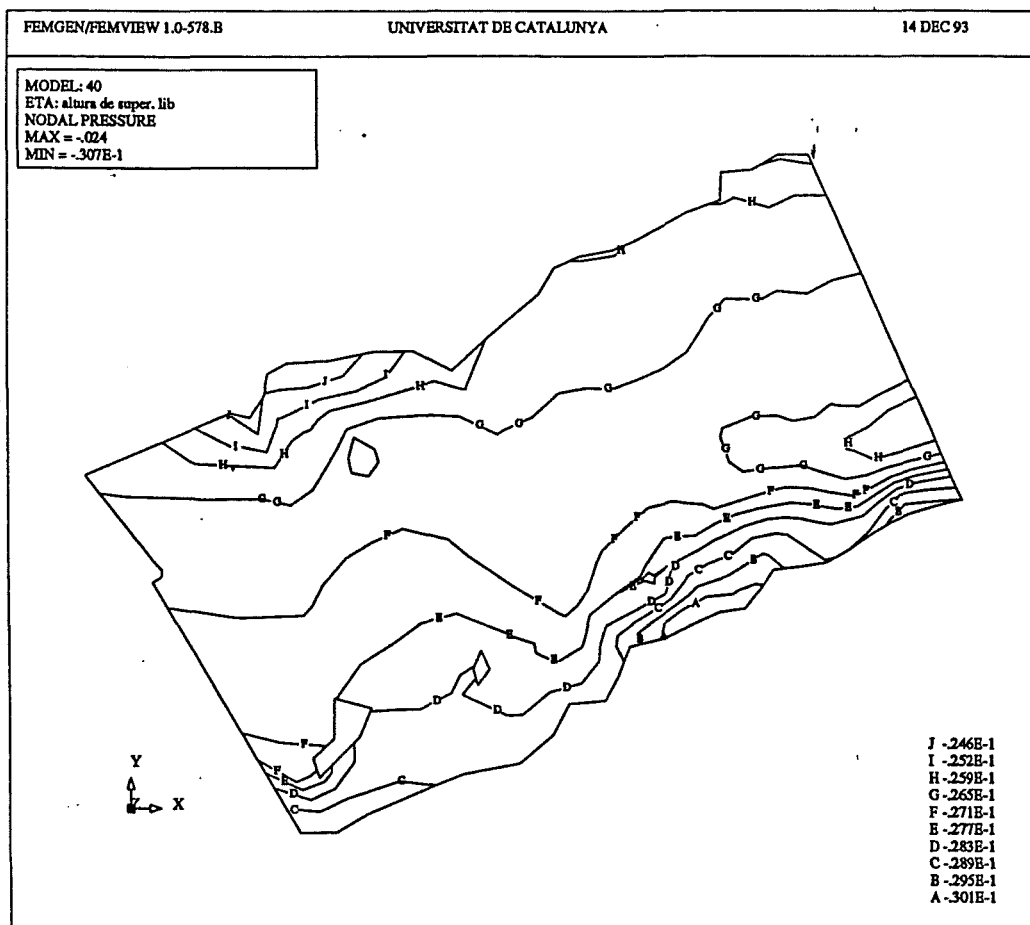 FEMGEN/FEMVIEW 1.0-578.B UNIVERSITAT DE CATALUNYA 14 DEC 93
MODEL: 40
ETA: altura de super. lib
NODAL PRESSURE
MAX = -.024
MIN = -.307E-1
H
H
G
G
J
I
H
G
J
I
G
G
G
I
H
H
H
G
G
H
H
G
G
G
G
G
F
F
F
D
F
E
E
E
C
F
F
E
B
D
C
C
B
E
D
D
F
D
C
A
E
E
B
E
D
D
D
F
F
E
D
C
C
Y
Z X
J -.246E-1
I -.252E-1
H -.259E-1
G -.265E-1
F -.271E-1
E -.277E-1
D -.283E-1
C -.289E-1
B -.295E-1
A -.301E-1